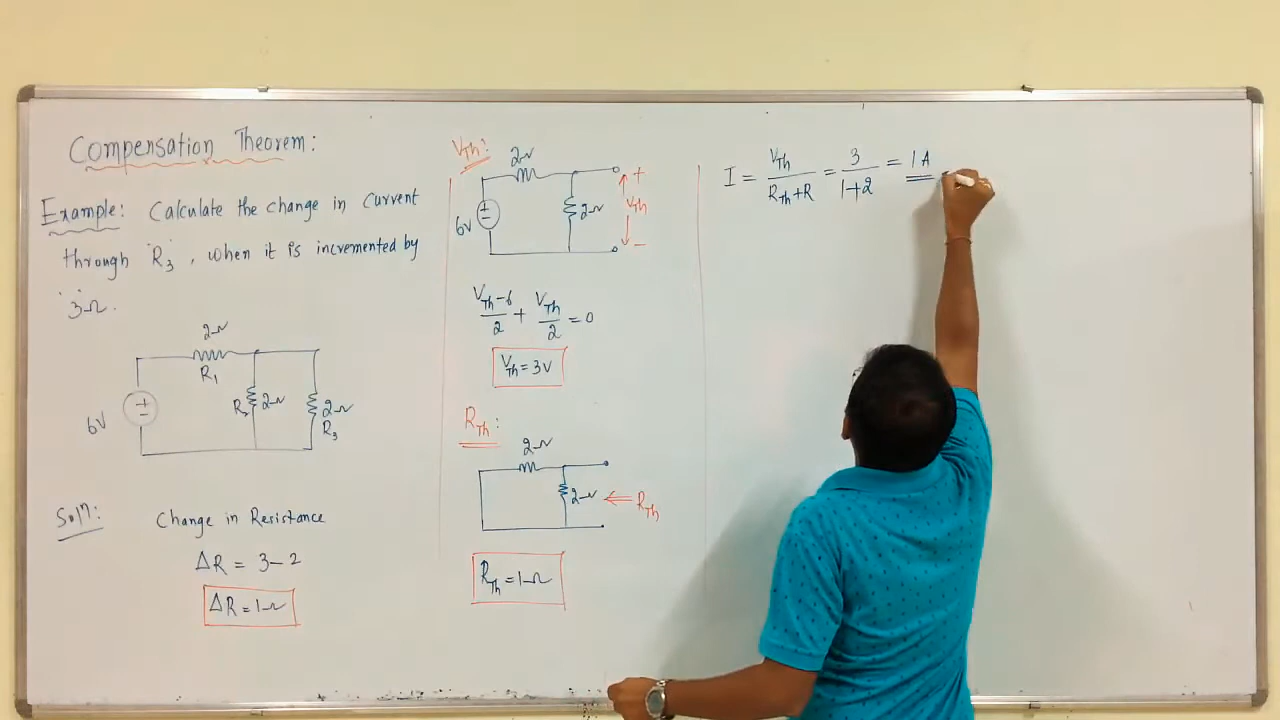 Compensation Theorem:
Example: Calculate the change in current
through 'R₃', when it is incremented by
'3Ω'.
2Ω
R₁
6V
+
−
R₂
2Ω
2Ω
R₃
Solⁿ: Change in Resistance
ΔR = 3−2
ΔR = 1Ω
VTh:
2Ω
6V
+
−
2Ω
+
VTh
−
VTh−6/2 + VTh/2 = 0
VTh = 3V
RTh:
2Ω
2Ω ⇐ RTh
RTh = 1Ω
I = VTh/RTh+R = 3/1+2 = 1A